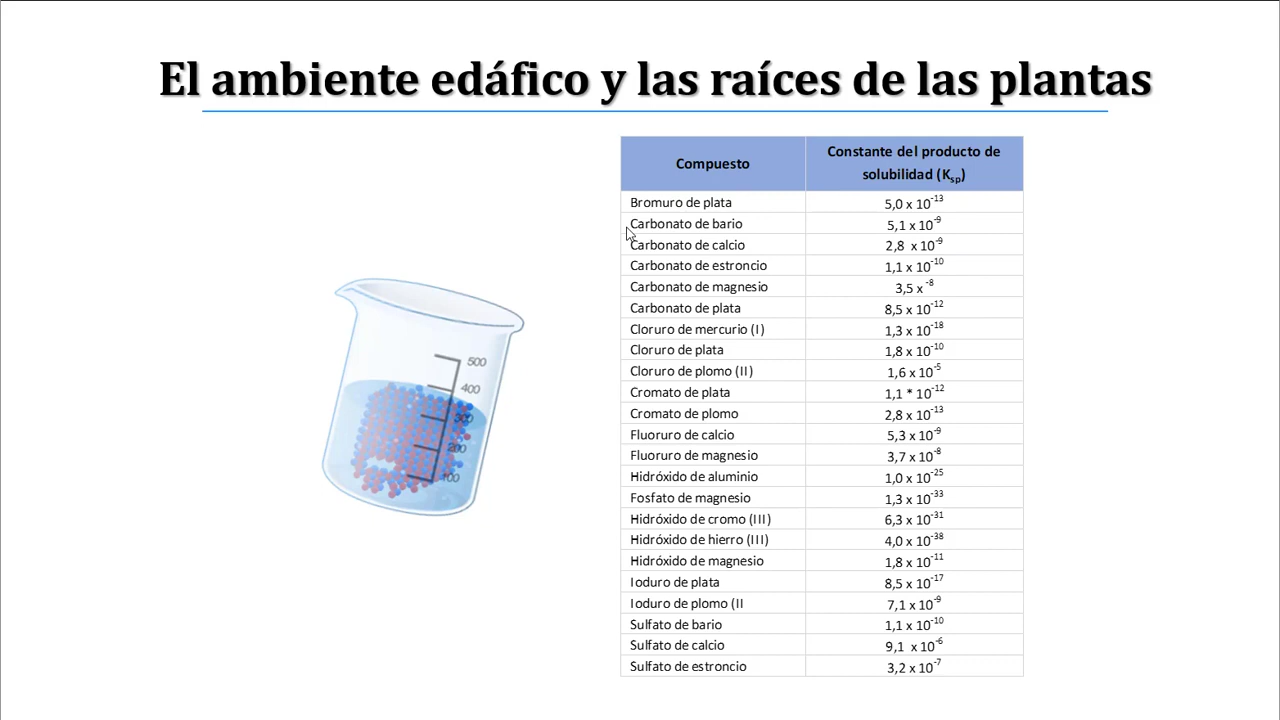 El ambiente edáfico y las raíces de las plantas
Compuesto
Constante del producto de
solubilidad (Ksp)
Bromuro de plata 5,0 x 10^-13
Carbonato de bario 5,1 x 10^-9
Carbonato de calcio 2,8 x 10^-9
Carbonato de estroncio 1,1 x 10^-10
Carbonato de magnesio 3,5 x ^-8
Carbonato de plata 8,5 x 10^-12
Cloruro de mercurio (I) 1,3 x 10^-18
Cloruro de plata 1,8 x 10^-10
Cloruro de plomo (II) 1,6 x 10^-5
Cromato de plata 1,1 * 10^-12
Cromato de plomo 2,8 x 10^-13
Fluoruro de calcio 5,3 x 10^-9
Fluoruro de magnesio 3,7 x 10^-8
Hidróxido de aluminio 1,0 x 10^-25
Fosfato de magnesio 1,3 x 10^-33
Hidróxido de cromo (III) 6,3 x 10^-31
Hidróxido de hierro (III) 4,0 x 10^-38
Hidróxido de magnesio 1,8 x 10^-11
Ioduro de plata 8,5 x 10^-17
Ioduro de plomo (II 7,1 x 10^-9
Sulfato de bario 1,1 x 10^-10
Sulfato de calcio 9,1 x 10^-6
Sulfato de estroncio 3,2 x 10^-7
500
400
300
200
100